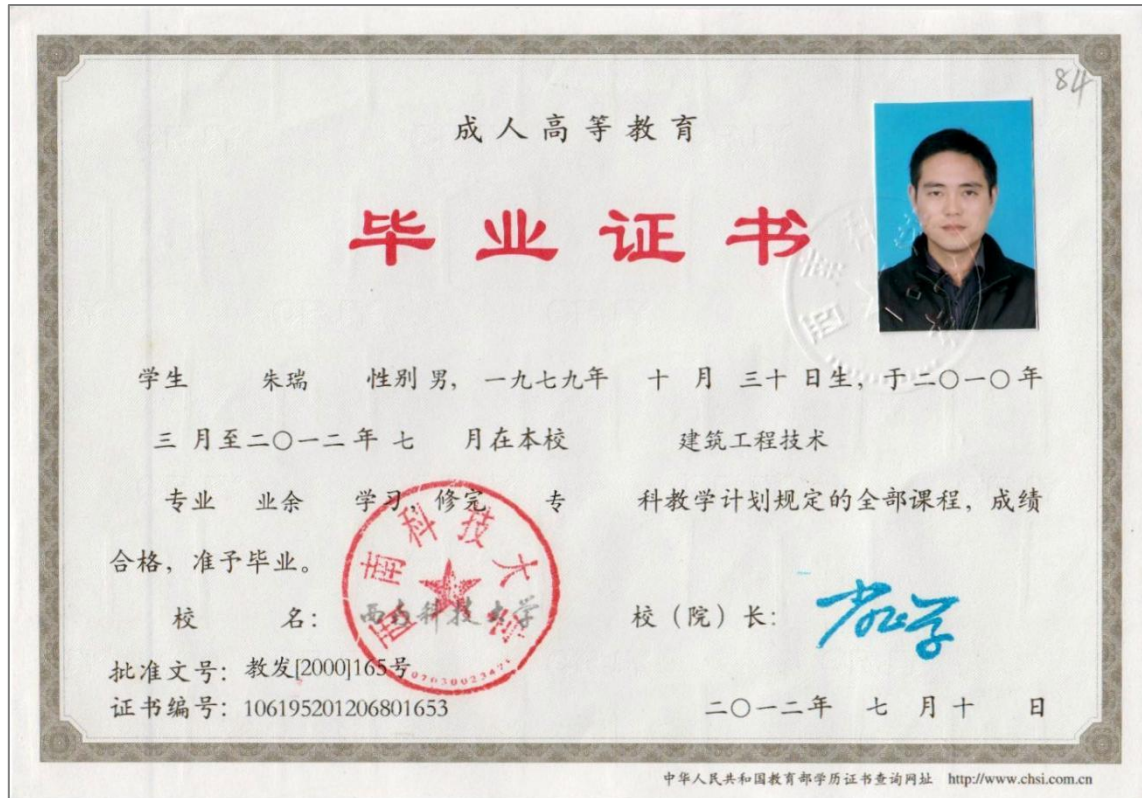 84
成人高等教育
毕业证书
学生 朱瑞 性别 男, 一九七九年 十 月 三十 日生, 于二〇一〇年
三 月至二〇一二年 七 月在本校 建筑工程技术
专业 业余 学习, 修完 专 科教学计划规定的全部课程, 成绩
合格, 准予毕业。
校 名: 西南科技大学 校（院）长:
西南科技大学
批准文号: 教发[2000]165号
证书编号: 106195201206801653 二〇一二年 七 月十 日
中华人民共和国教育部学历证书查询网址 http://www.chsi.com.cn